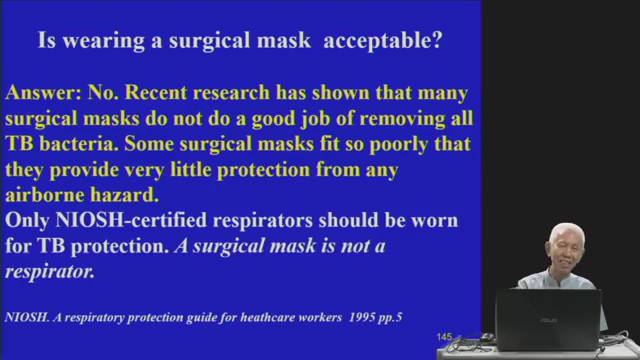 Is wearing a surgical mask acceptable?
Answer: No. Recent research has shown that many
surgical masks do not do a good job of removing all
TB bacteria. Some surgical masks fit so poorly that
they provide very little protection from any
airborne hazard.
Only NIOSH-certified respirators should be worn
for TB protection. A surgical mask is not a
respirator.
NIOSH. A respiratory protection guide for heathcare workers 1995 pp.5
145
ASUS